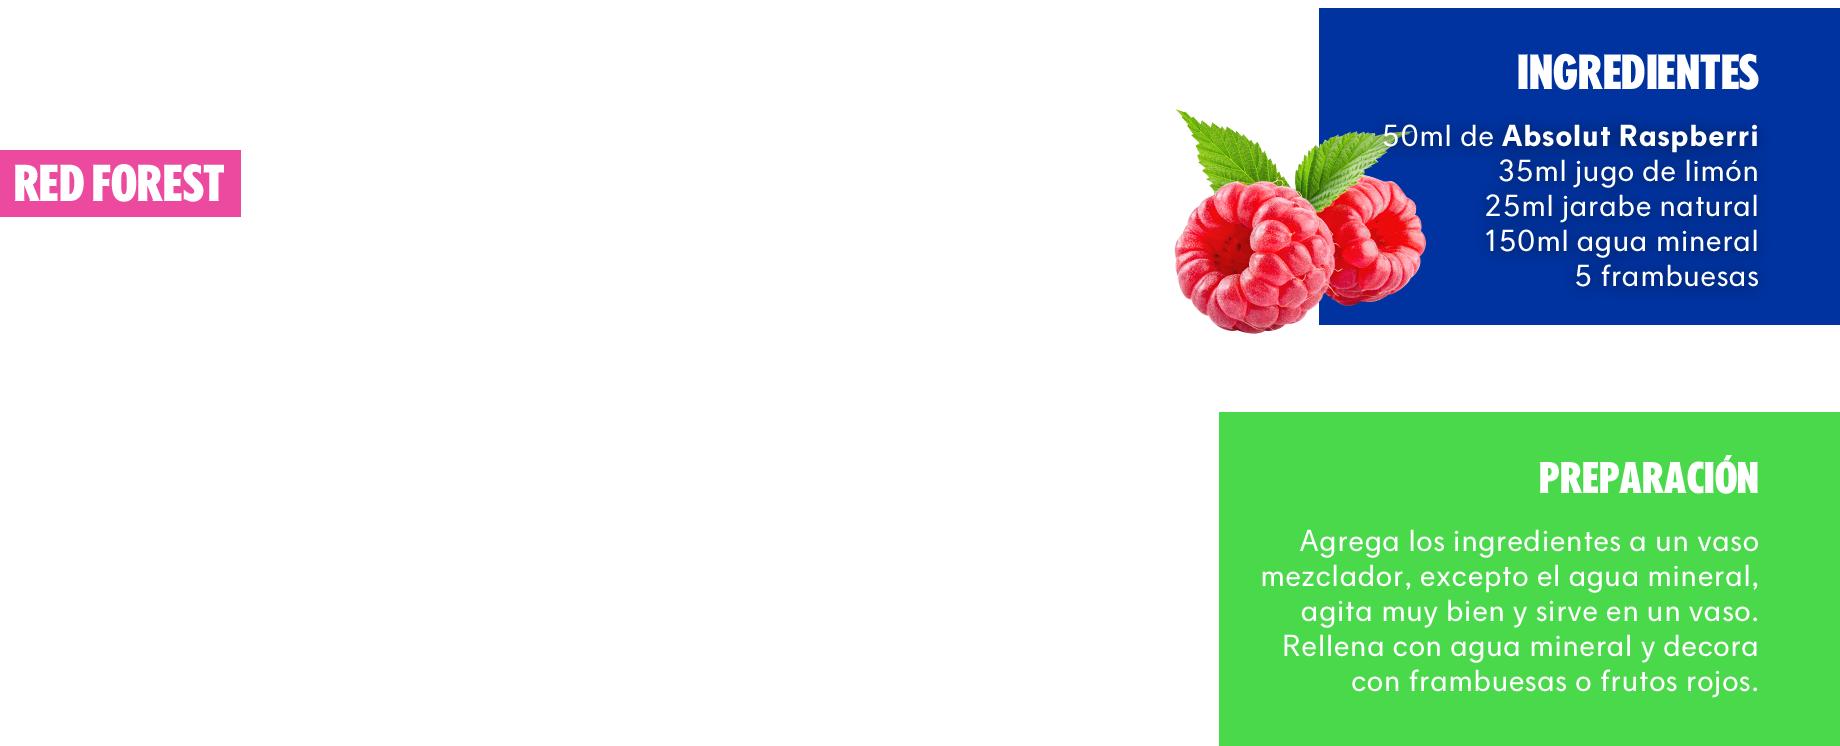 RED FOREST
INGREDIENTES
50ml de Absolut Raspberri
35ml jugo de limón
25ml jarabe natural
150ml agua mineral
5 frambuesas
PREPARACIÓN
Agrega los ingredientes a un vaso
mezclador, excepto el agua mineral,
agita muy bien y sirve en un vaso.
Rellena con agua mineral y decora
con frambuesas o frutos rojos.